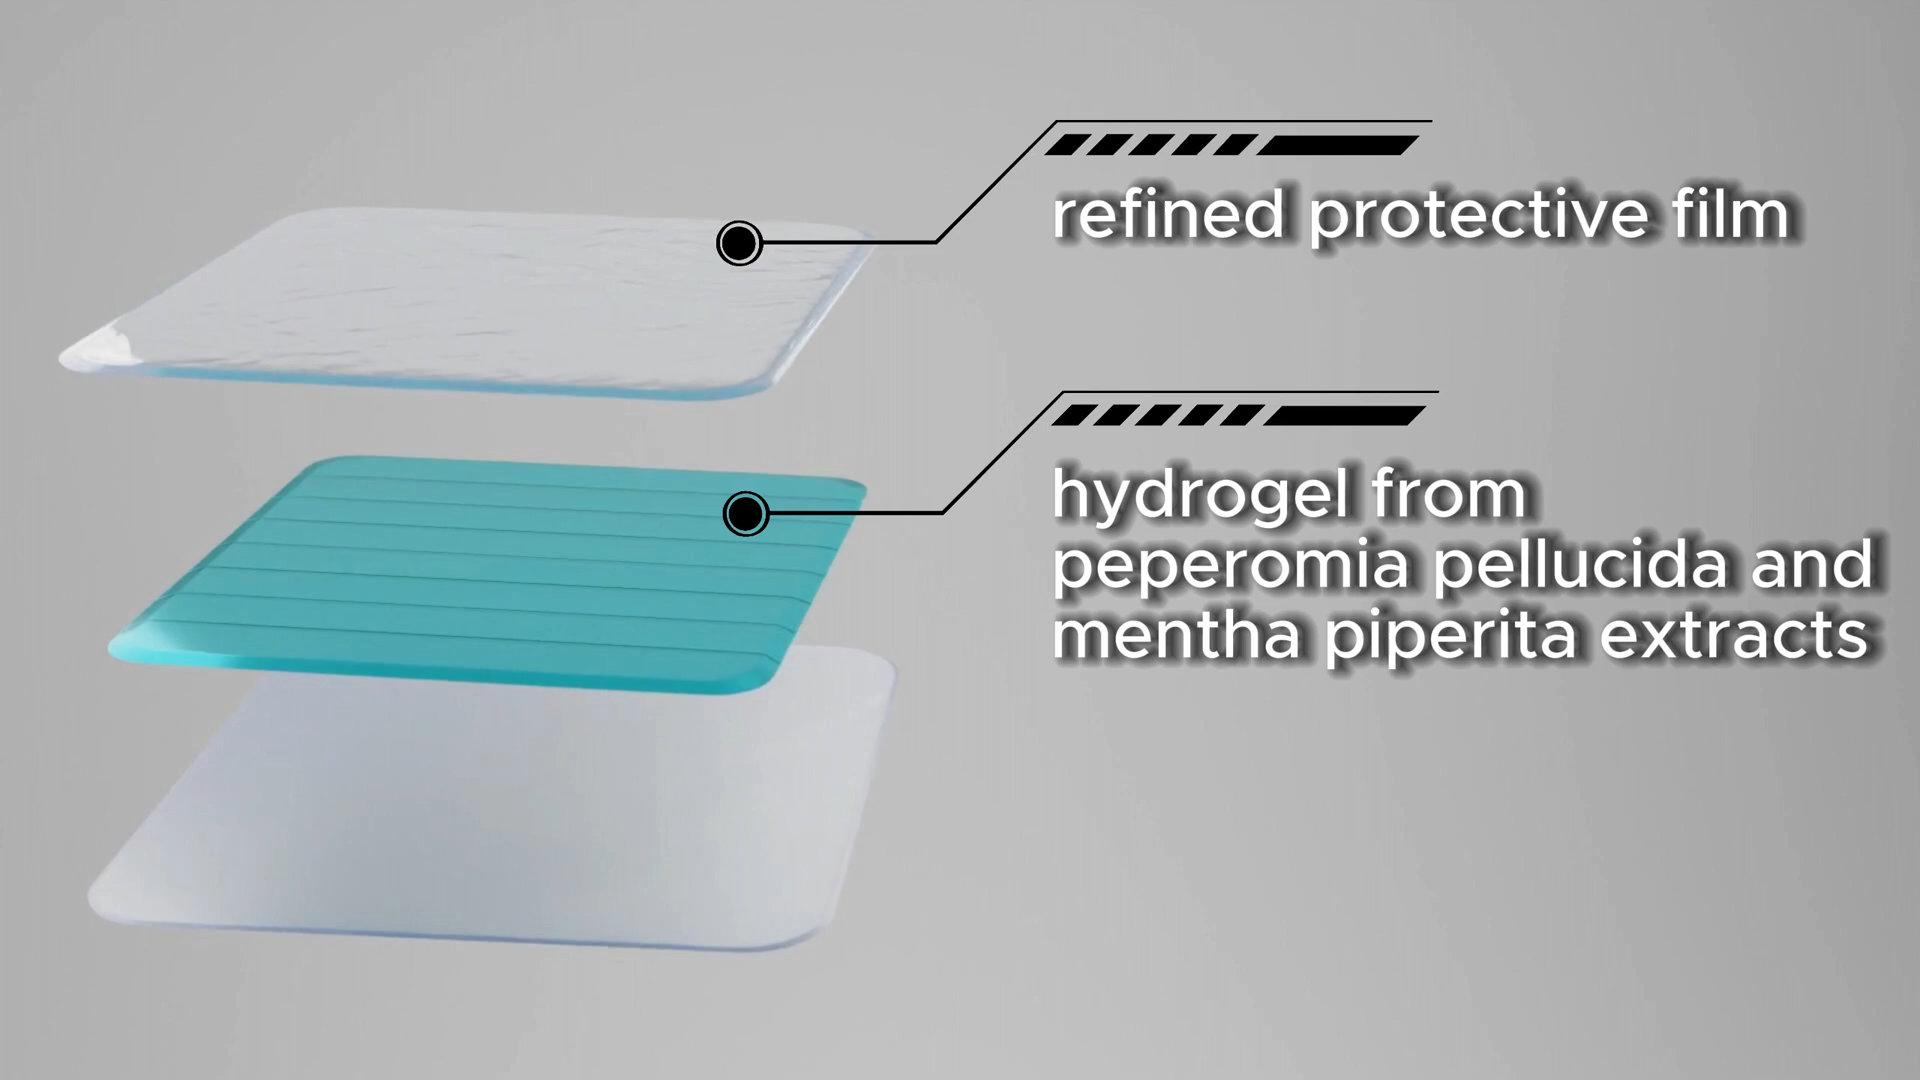 refined protective film
hydrogel from
peperomia pellucida and
mentha piperita extracts